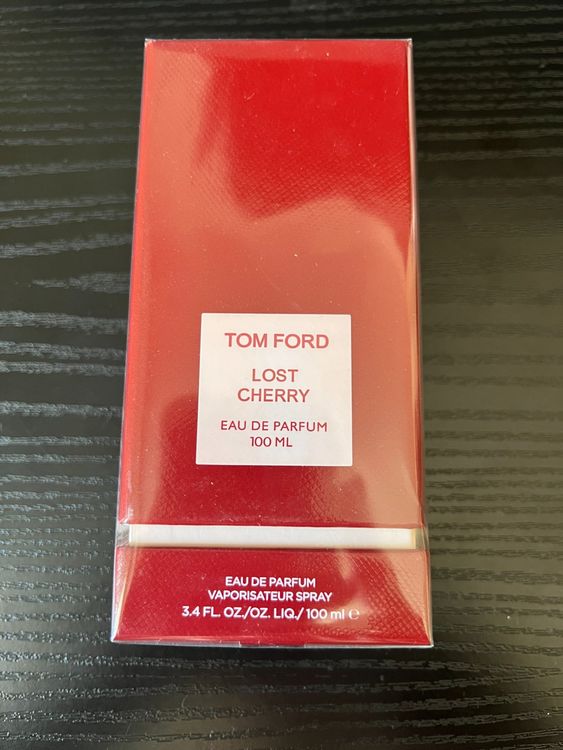 TOM FORD
LOST
CHERRY
EAU DE PARFUM
100 ML
EAU DE PARFUM
VAPORISATEUR SPRAY
3.4 FL. OZ./OZ. LIQ./ 100 ml ℮